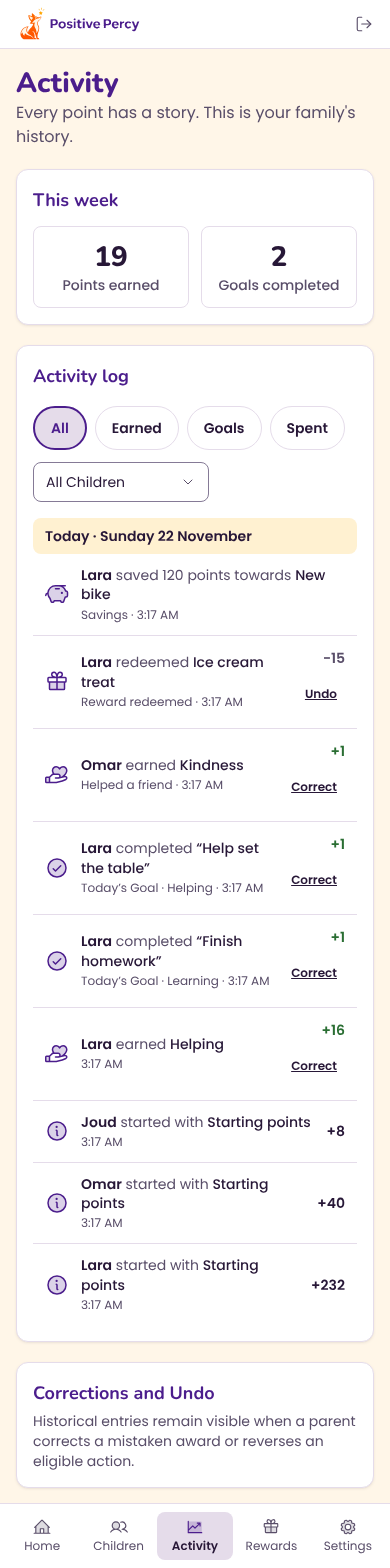 Positive Percy
Activity
Every point has a story. This is your family's
history.
This week
19
Points earned
2
Goals completed
Activity log
All
Earned
Goals
Spent
All Children
Today · Sunday 22 November
Lara saved 120 points towards New
bike
Savings · 3:17 AM
Lara redeemed Ice cream
treat
Reward redeemed · 3:17 AM
-15
Undo
Omar earned Kindness
Helped a friend · 3:17 AM
+1
Correct
Lara completed “Help set
the table”
Today’s Goal · Helping · 3:17 AM
+1
Correct
Lara completed “Finish
homework”
Today’s Goal · Learning · 3:17 AM
+1
Correct
Lara earned Helping
3:17 AM
+16
Correct
Joud started with Starting points
3:17 AM
+8
Omar started with Starting
points
3:17 AM
+40
Lara started with Starting
points
3:17 AM
+232
Corrections and Undo
Historical entries remain visible when a parent
corrects a mistaken award or reverses an
eligible action.
Home
Children
Activity
Rewards
Settings